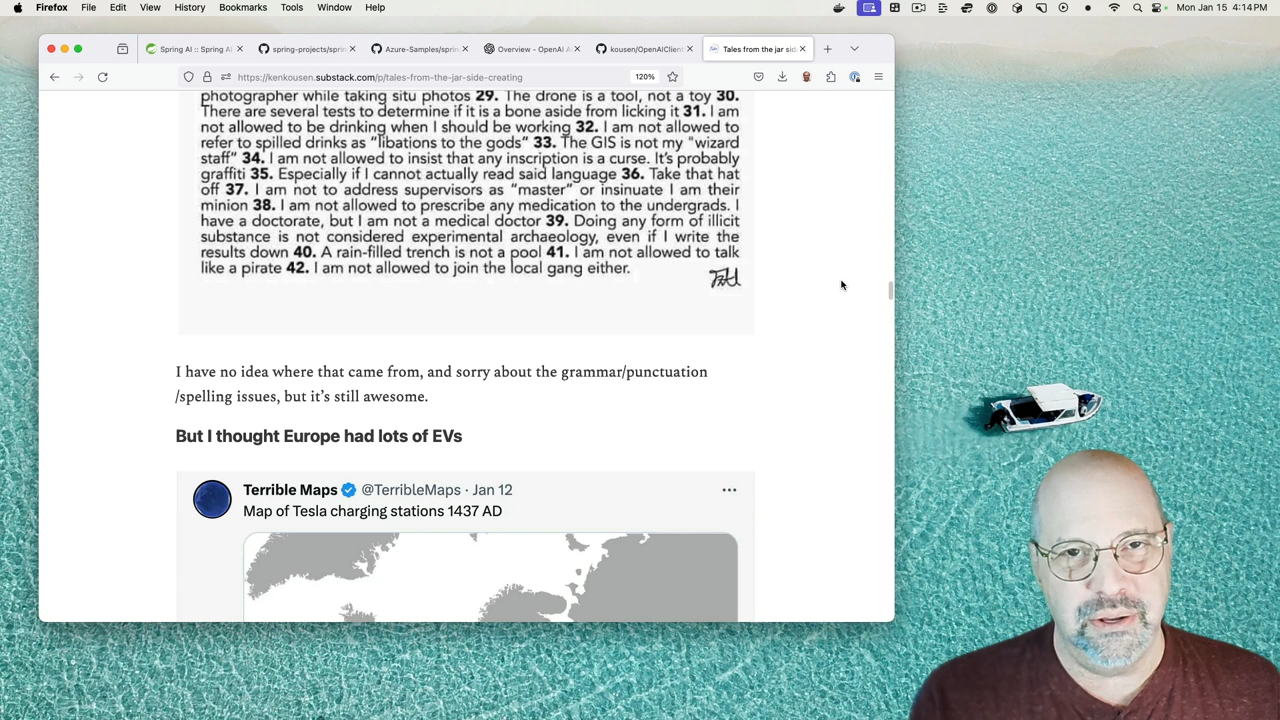 Firefox File Edit View History Bookmarks Tools Window Help Mon Jan 15 4:14 PM
Spring AI :: Spring AI spring-projects/sprin Azure-Samples/sprin Overview - OpenAI A kousen/OpenAIClient Tales from the jar sid
https://kenkousen.substack.com/p/tales-from-the-jar-side-creating 120%
photographer while taking situ photos 29. The drone is a tool, not a toy 30.
There are several tests to determine if it is a bone aside from licking it 31. I am
not allowed to be drinking when I should be working 32. I am not allowed to
refer to spilled drinks as “libations to the gods” 33. The GIS is not my “wizard
staff” 34. I am not allowed to insist that any inscription is a curse. It’s probably
graffiti 35. Especially if I cannot actually read said language 36. Take that hat
off 37. I am not to address supervisors as “master” or insinuate I am their
minion 38. I am not allowed to prescribe any medication to the undergrads. I
have a doctorate, but I am not a medical doctor 39. Doing any form of illicit
substance is not considered experimental archaeology, even if I write the
results down 40. A rain-filled trench is not a pool 41. I am not allowed to talk
like a pirate 42. I am not allowed to join the local gang either.
I have no idea where that came from, and sorry about the grammar/punctuation
/spelling issues, but it’s still awesome.
But I thought Europe had lots of EVs
Terrible Maps @TerribleMaps · Jan 12
Map of Tesla charging stations 1437 AD